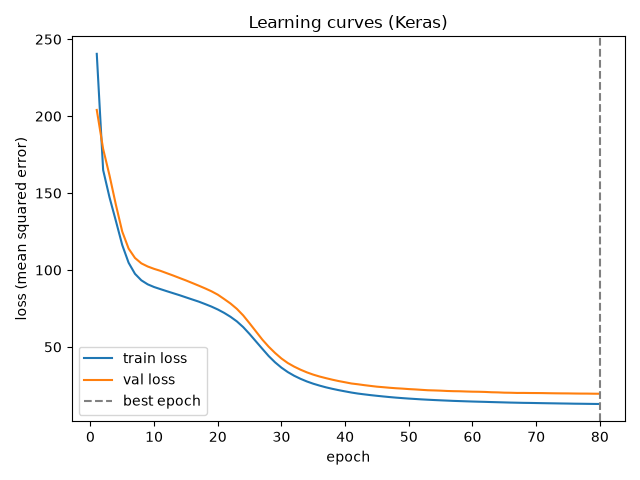 Learning curves (Keras)
250
200
150
100
50
loss (mean squared error)
train loss
val loss
best epoch
0 10 20 30 40 50 60 70 80
epoch